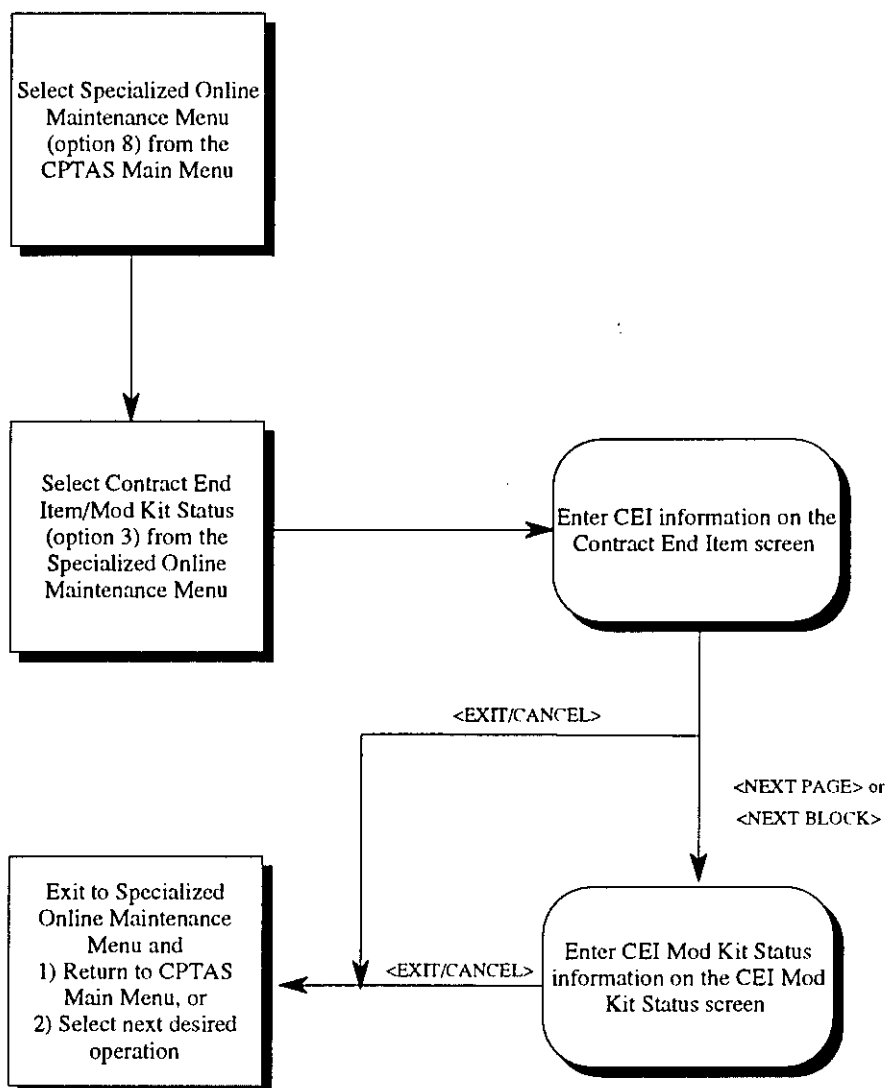 Select Specialized Online
Maintenance Menu
(option 8) from the
CPTAS Main Menu
Select Contract End
Item/Mod Kit Status
(option 3) from the
Specialized Online
Maintenance Menu
Enter CEI information on the
Contract End Item screen
<EXIT/CANCEL>
<NEXT PAGE> or
<NEXT BLOCK>
Enter CEI Mod Kit Status
information on the CEI Mod
Kit Status screen
<EXIT/CANCEL>
Exit to Specialized
Online Maintenance
Menu and
1) Return to CPTAS
Main Menu, or
2) Select next desired
operation